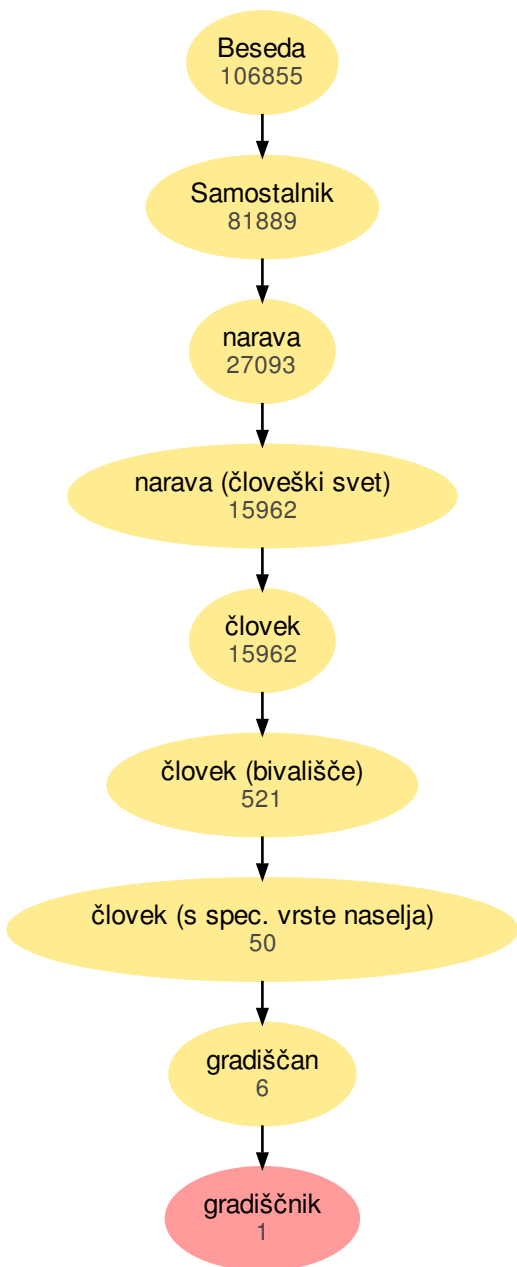 Beseda
106855
Samostalnik
81889
narava
27093
narava (človeški svet)
15962
človek
15962
človek (bivališče)
521
človek (s spec. vrste naselja)
50
gradiščan
6
gradiščnik
1